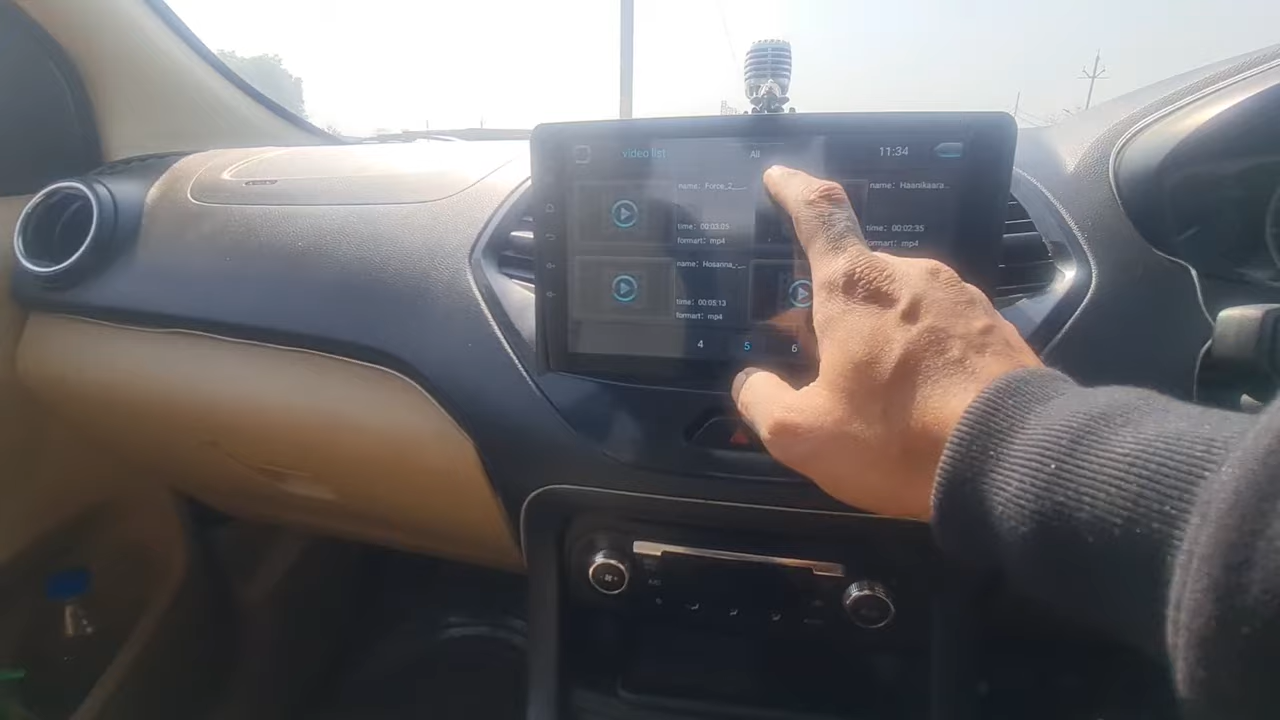 video list All 11:34
name: Force_2_...
time: 00:03:05
formart: mp4
name: Haanikaara..
time: 00:02:35
formart: mp4
name: Hosanna_-_...
time: 00:05:13
formart: mp4
4 5 6